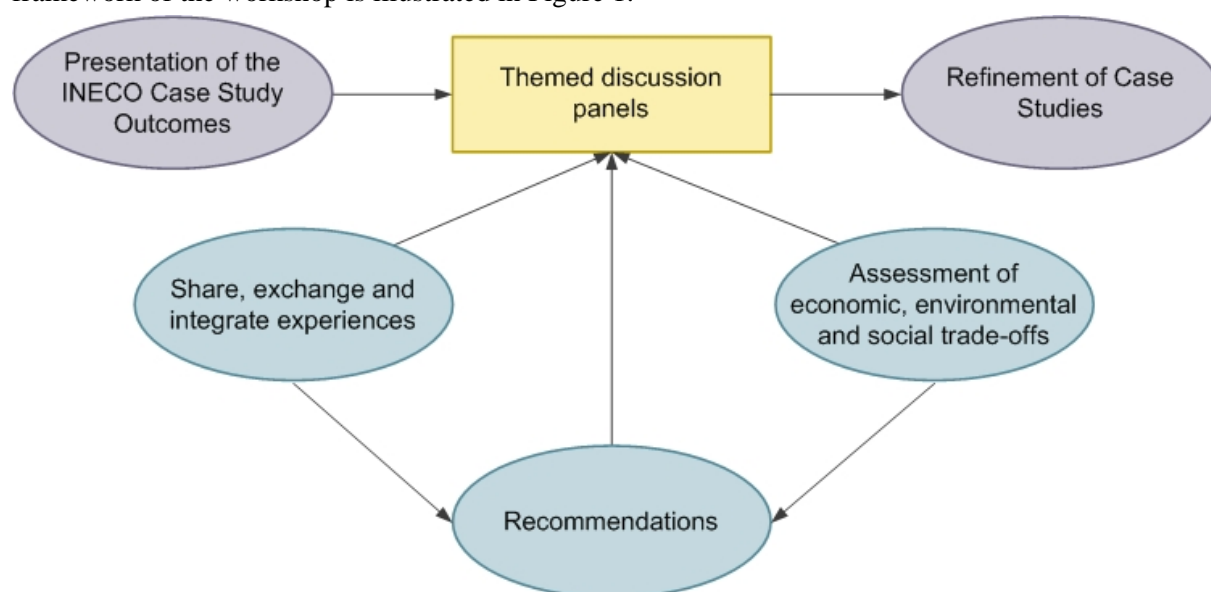 framework of the workshop is illustrated in Figure 1.
Presentation of the
INECO Case Study
Outcomes
Themed discussion
panels
Refinement of Case
Studies
Share, exchange and
integrate experiences
Assessment of
economic, environmental
and social trade-offs
Recommendations